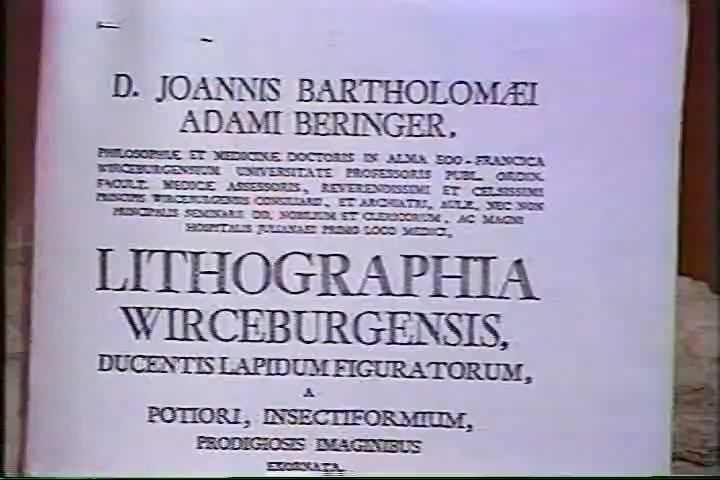 D. JOANNIS BARTHOLOMÆI
ADAMI BERINGER,
PHILOSOPHIÆ ET MEDICINÆ DOCTORIS IN ALMA EOO-FRANCICA
WIRCEBURGENSIUM UNIVERSITATE PROFESSORIS PUBL. ORDIN.
FACULT. MEDICÆ ASSESSORIS, REVERENDISSIMI ET CELSISSIMI
PRINCIPIS WIRCEBURGENSIS CONSILIARII, ET ARCHIATRI, AULÆ, NEC NON
PRINCIPALIS SEMINARII DD. NOBILIUM ET CLERICORUM, AC MAGNI
HOSPITALIS JULIANAEI PRIMO LOCO MEDICI,
LITHOGRAPHIA
WIRCEBURGENSIS,
DUCENTIS LAPIDUM FIGURATORUM,
A
POTIORI, INSECTIFORMIUM,
PRODIGIOSIS IMAGINIBUS
EXORNATA.